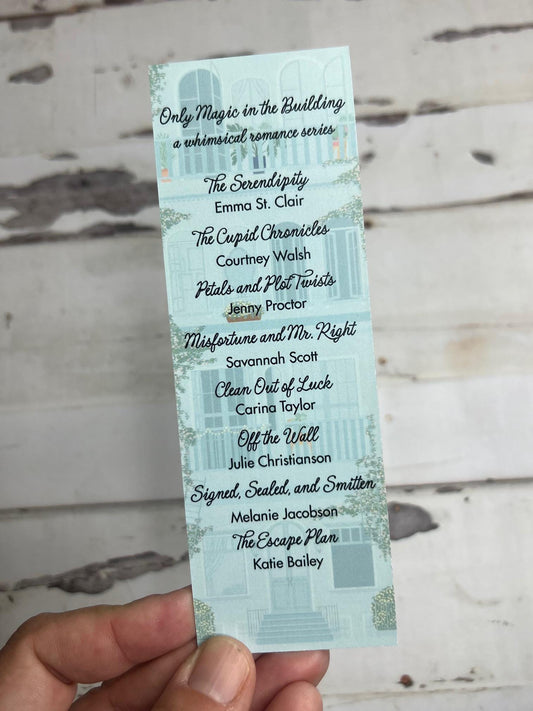 Only Magic in the Building
a whimsical romance series
The Serendipity
Emma St. Clair
The Cupid Chronicles
Courtney Walsh
Petals and Plot Twists
Jenny Proctor
Misfortune and Mr. Right
Savannah Scott
Clean Out of Luck
Carina Taylor
Off the Wall
Julie Christianson
Signed, Sealed, and Smitten
Melanie Jacobson
The Escape Plan
Katie Bailey